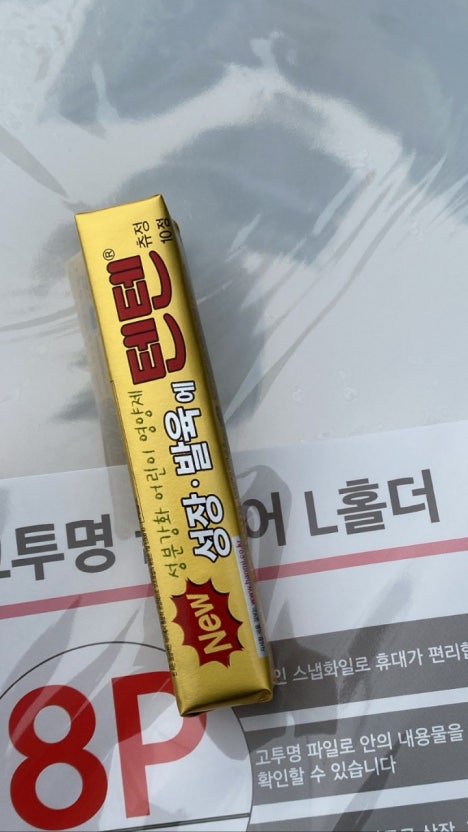 텐텐®
츄정
10정
성분강화 어린이 영양제
성장·발육에
New
투명
어 L홀더
8P
인 스냅화일로 휴대가 편리
고투명 파일로 안의 내용물을
확인할 수 있습니다